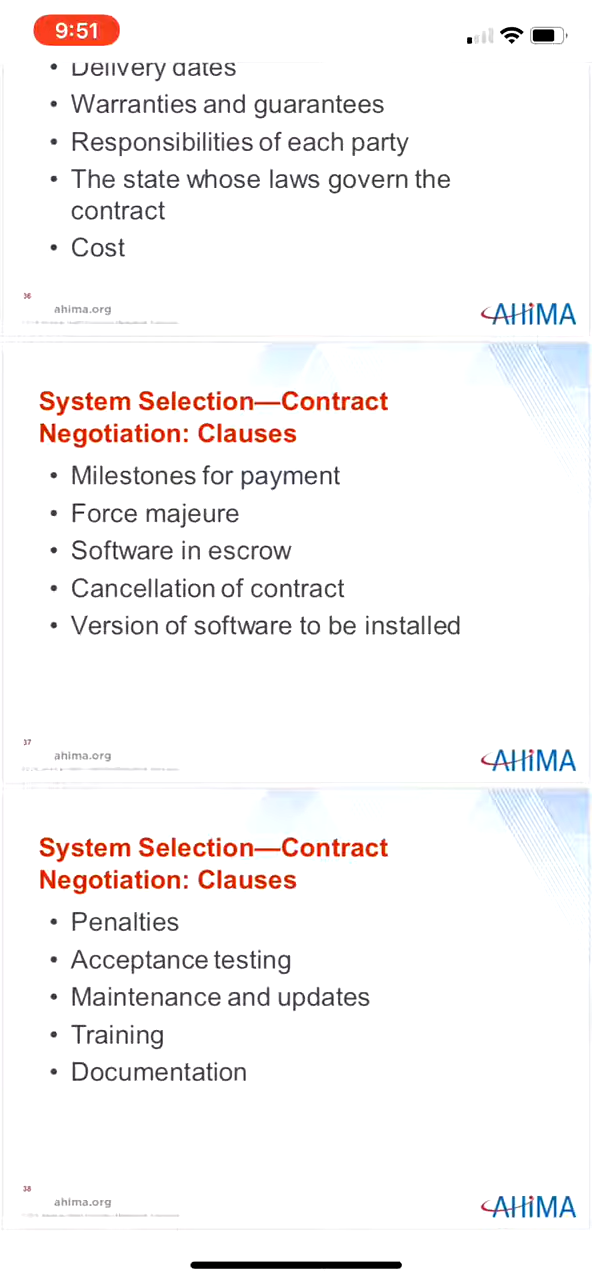 9:51
• Delivery dates
• Warranties and guarantees
• Responsibilities of each party
• The state whose laws govern the
contract
• Cost
36
ahima.org
AHiMA
System Selection—Contract
Negotiation: Clauses
• Milestones for payment
• Force majeure
• Software in escrow
• Cancellation of contract
• Version of software to be installed
37
ahima.org
AHiMA
System Selection—Contract
Negotiation: Clauses
• Penalties
• Acceptance testing
• Maintenance and updates
• Training
• Documentation
38
ahima.org
AHiMA